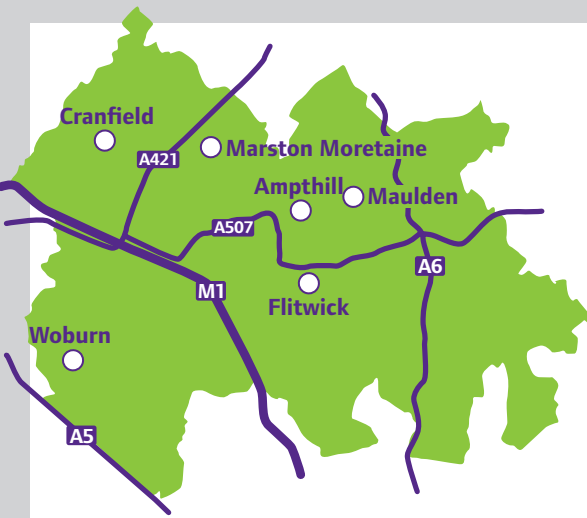 Cranfield
Marston Moretaine
A421
Ampthill
Maulden
A507
A6
M1
Flitwick
Woburn
A5